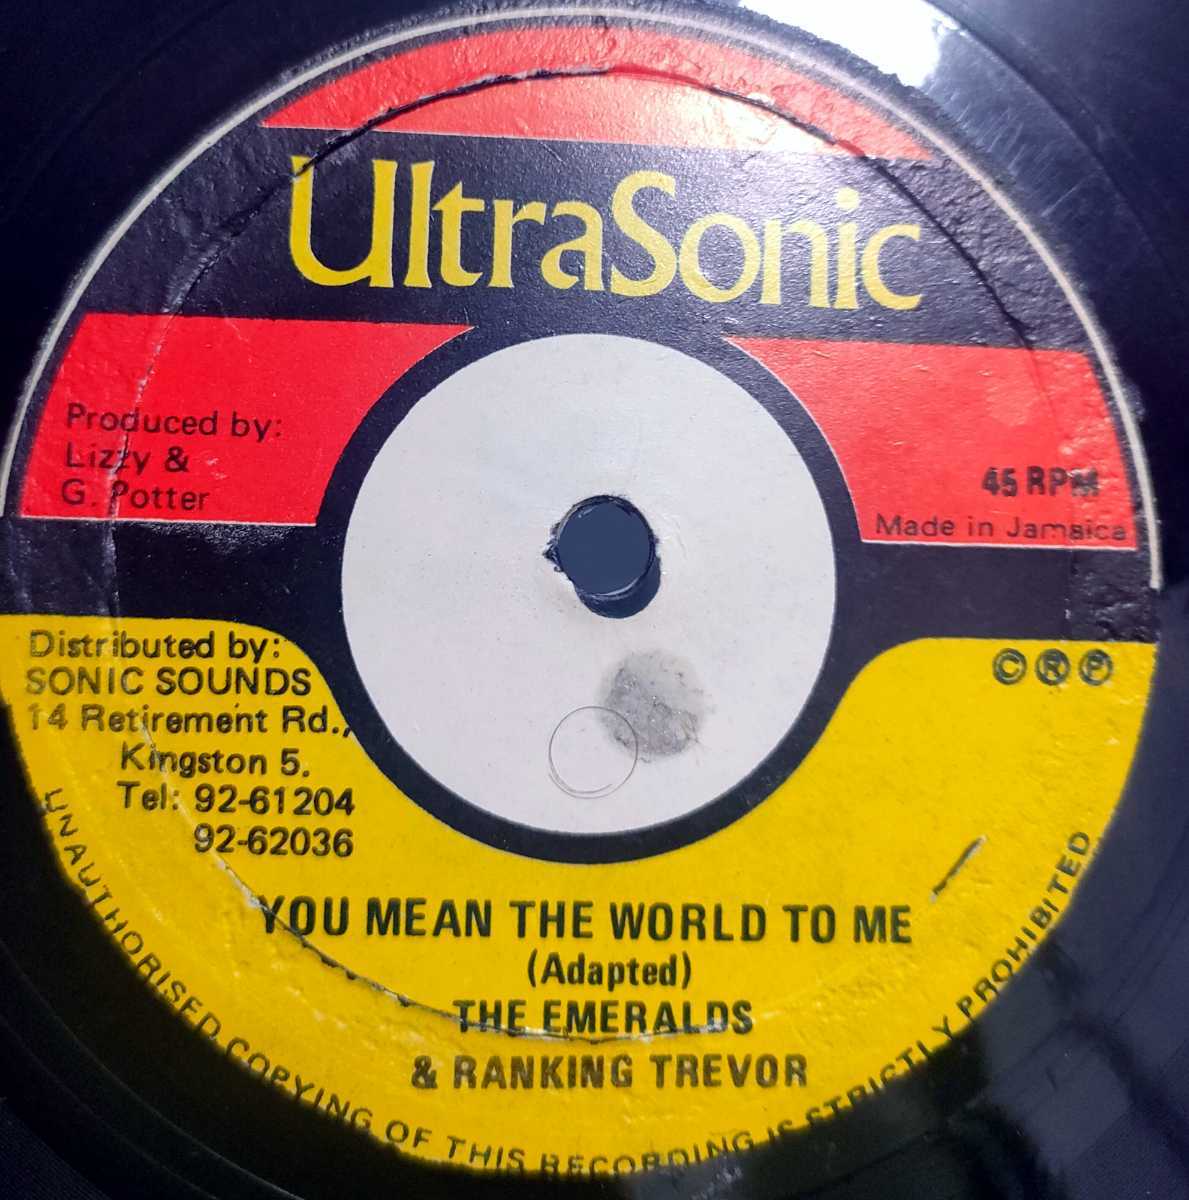 UltraSonic
Produced by:
Lizzy &
G. Potter
45 RPM
Made in Jamaica
Distributed by:
SONIC SOUNDS
14 Retirement Rd.,
Kingston 5.
Tel: 92-61204
92-62036
© ® ℗
YOU MEAN THE WORLD TO ME
(Adapted)
THE EMERALDS
& RANKING TREVOR
UNAUTHORISED COPYING OF THIS RECORDING IS STRICTLY PROHIBITED